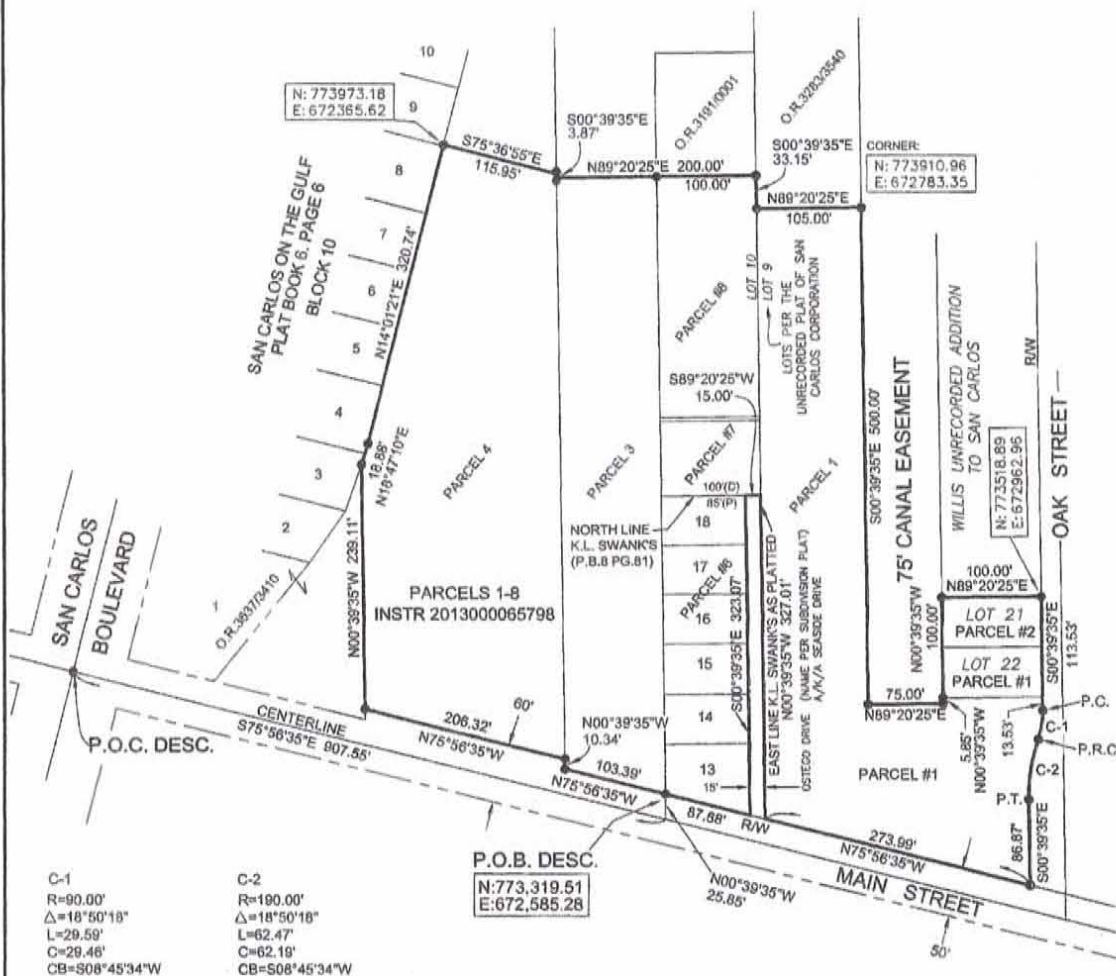 10
N: 773973.18
E: 672365.62
9
8
7
6
5
4
3
2
1
SAN CARLOS ON THE GULF
PLAT BOOK 6, PAGE 6
BLOCK 10
S75°36'55"E
115.95'
S00°39'35"E
3.87'
N89°20'25"E 200.00'
100.00'
O.R.3191/0001
O.R.3283/3540
S00°39'35"E
33.15'
CORNER:
N: 773910.96
E: 672783.35
N89°20'25"E
105.00'
N14°01'21"E 320.74'
18.88'
N18°47'10"E
PARCEL 4
PARCEL 3
PARCEL #8
LOT 10
LOT 9
LOTS PER THE
UNRECORDED PLAT OF SAN
CARLOS CORPORATION
S89°20'25"W
15.00'
PARCEL #7
PARCEL 1
100'(D)
85'(P)
NORTH LINE
K.L. SWANK'S
(P.B.8 PG.81)
18
17
PARCEL #6
16
15
14
13
15'
S00°39'35"E 323.07'
EAST LINE K.L. SWANK'S AS PLATTED
N00°39'35"W 327.01'
OSTEGO DRIVE (NAME PER SUBDIVISION PLAT)
A/K/A SEASIDE DRIVE
S00°39'35"E 500.00'
75' CANAL EASEMENT
WILLIS UNRECORDED ADDITION
TO SAN CARLOS
R/W
N: 773518.89
E: 672962.96
OAK STREET
100.00'
N89°20'25"E
N00°39'35"W
100.00'
LOT 21
PARCEL #2
LOT 22
PARCEL #1
S00°39'35"E
113.53'
75.00'
N89°20'25"E
5.85'
N00°39'35"W
13.53'
P.C.
C-1
P.R.C.
C-2
P.T.
86.87'
S00°39'35"E
PARCEL #1
PARCELS 1-8
INSTR 2013000065798
N00°39'35"W 239.11'
O.R.3637/3410
SAN CARLOS
BOULEVARD
P.O.C. DESC.
CENTERLINE
S75°56'35"E 907.55'
206.32'
N75°56'35"W
60'
N00°39'35"W
10.34'
103.39'
N75°56'35"W
87.88'
R/W
273.99'
N75°56'35"W
MAIN STREET
50'
P.O.B. DESC.
N:773,319.51
E:672,585.28
N00°39'35"W
25.85'
C-1
R=90.00'
△=18°50'18"
L=29.59'
C=29.46'
CB=S08°45'34"W
C-2
R=190.00'
△=18°50'18"
L=62.47'
C=62.19'
CB=S08°45'34"W